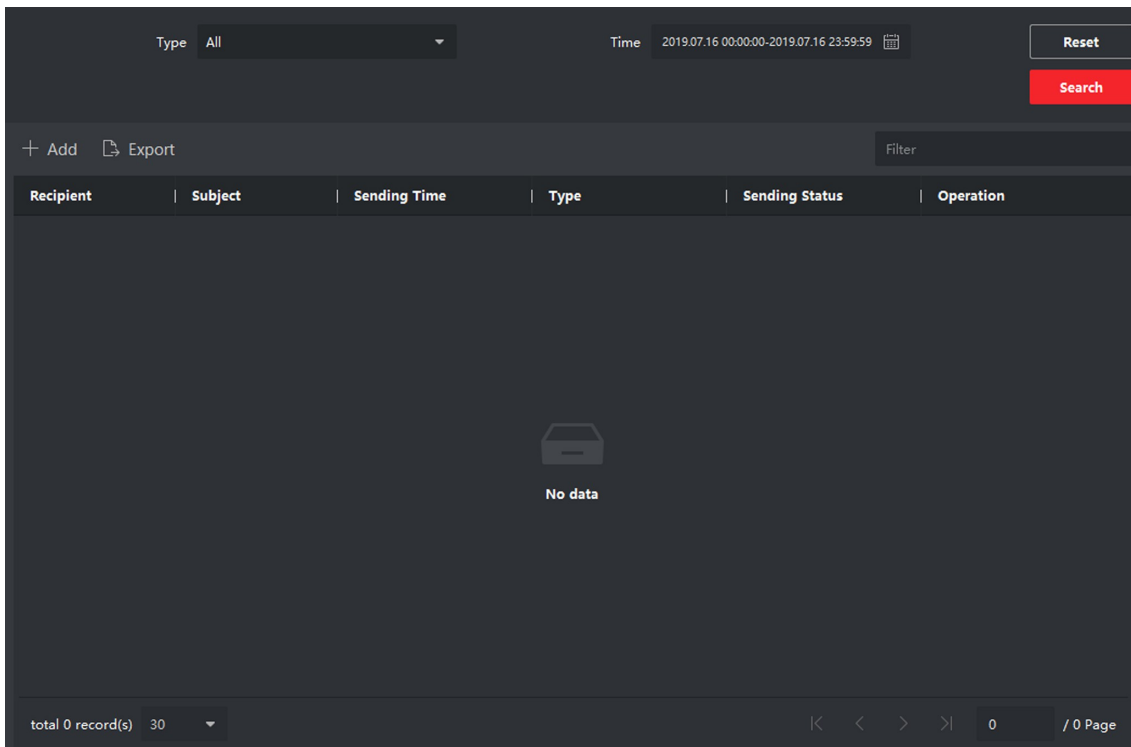 Type All Time 2019.07.16 00:00:00-2019.07.16 23:59:59 Reset
Search
Add Export Filter
Recipient Subject Sending Time Type Sending Status Operation
No data
total 0 record(s) 30 0 / 0 Page